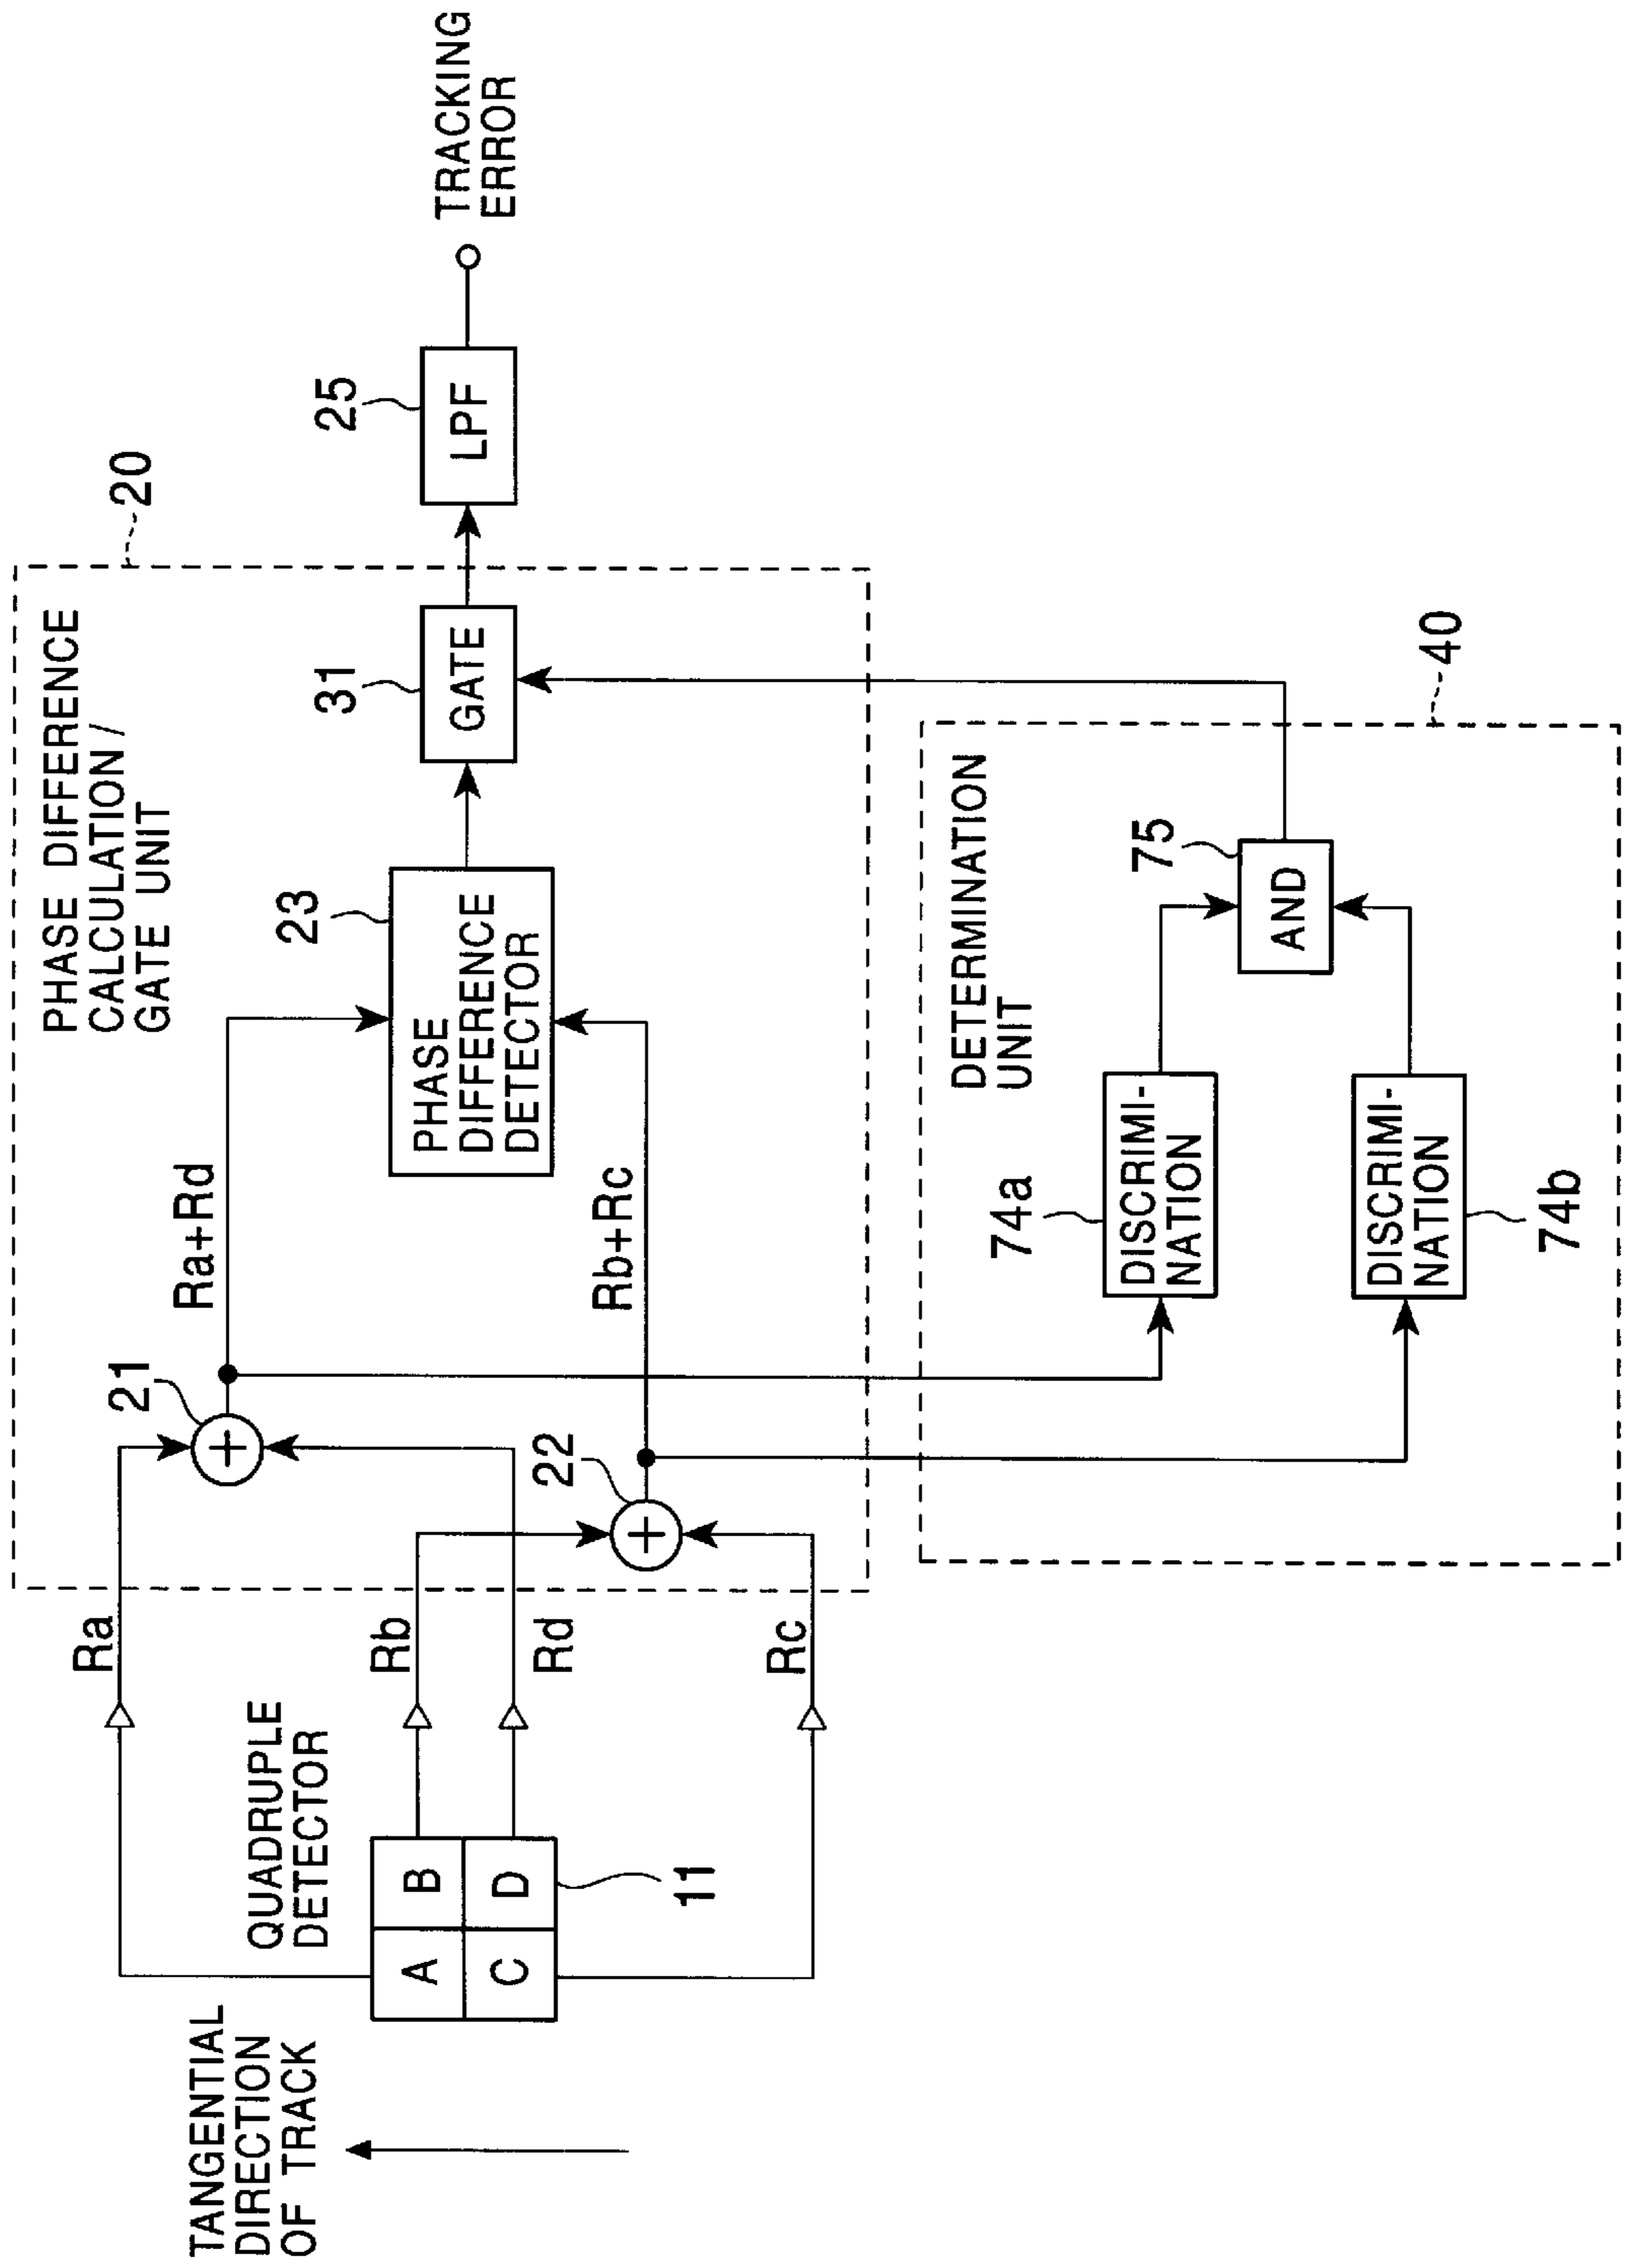 TANGENTIAL
DIRECTION
OF TRACK
QUADRUPLE
DETECTOR
A
B
C
D
11
Ra
Rb
Rd
Rc
PHASE DIFFERENCE
CALCULATION /
GATE UNIT
20
21
22
Ra+Rd
Rb+Rc
23
PHASE
DIFFERENCE
DETECTOR
31
GATE
25
LPF
TRACKING
ERROR
DETERMINATION
UNIT
40
74a
DISCRIMI-
NATION
DISCRIMI-
NATION
74b
75
AND